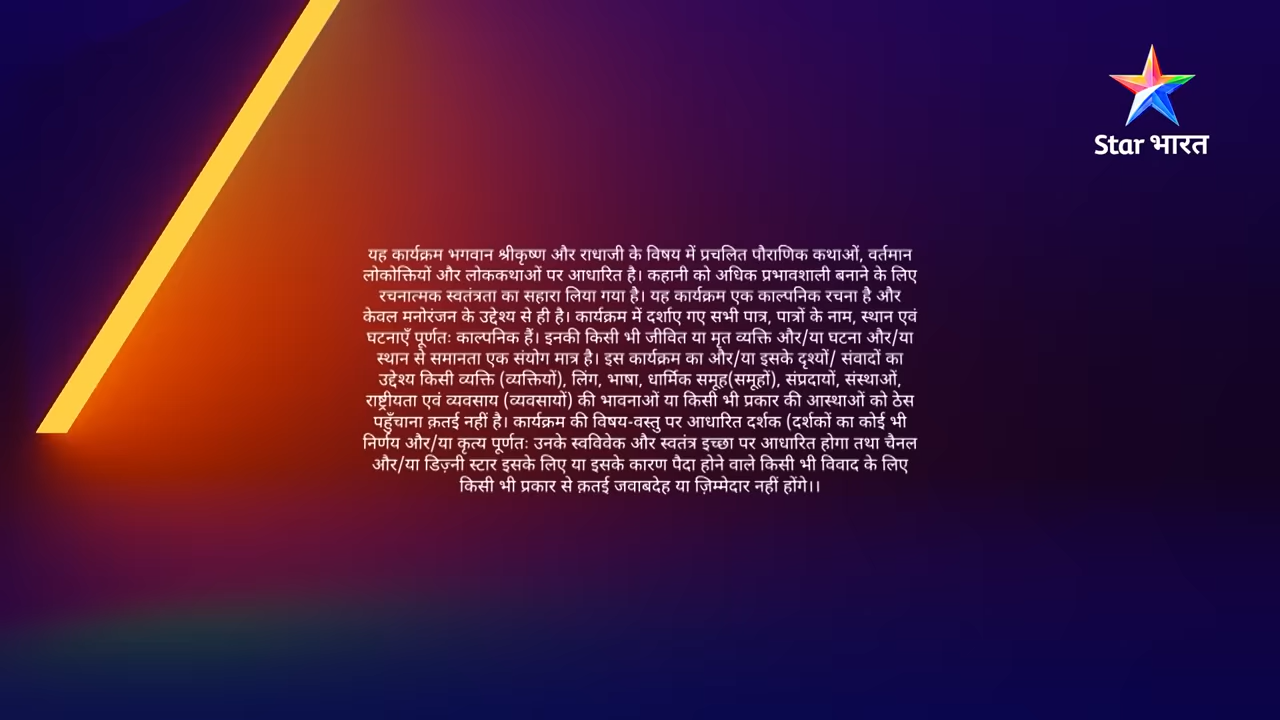 Star भारत
यह कार्यक्रम भगवान श्रीकृष्ण और राधाजी के विषय में प्रचलित पौराणिक कथाओं, वर्तमान
लोकोक्तियों और लोककथाओं पर आधारित है। कहानी को अधिक प्रभावशाली बनाने के लिए
रचनात्मक स्वतंत्रता का सहारा लिया गया है। यह कार्यक्रम एक काल्पनिक रचना है और
केवल मनोरंजन के उद्देश्य से ही है। कार्यक्रम में दर्शाए गए सभी पात्र, पात्रों के नाम, स्थान एवं
घटनाएँ पूर्णतः काल्पनिक हैं। इनकी किसी भी जीवित या मृत व्यक्ति और/या घटना और/या
स्थान से समानता एक संयोग मात्र है। इस कार्यक्रम का और/या इसके दृश्यों/ संवादों का
उद्देश्य किसी व्यक्ति (व्यक्तियों), लिंग, भाषा, धार्मिक समूह(समूहों), संप्रदायों, संस्थाओं,
राष्ट्रीयता एवं व्यवसाय (व्यवसायों) की भावनाओं या किसी भी प्रकार की आस्थाओं को ठेस
पहुँचाना क़तई नहीं है। कार्यक्रम की विषय-वस्तु पर आधारित दर्शक (दर्शकों का कोई भी
निर्णय और/या कृत्य पूर्णतः उनके स्वविवेक और स्वतंत्र इच्छा पर आधारित होगा तथा चैनल
और/या डिज़्नी स्टार इसके लिए या इसके कारण पैदा होने वाले किसी भी विवाद के लिए
किसी भी प्रकार से क़तई जवाबदेह या ज़िम्मेदार नहीं होंगे।।